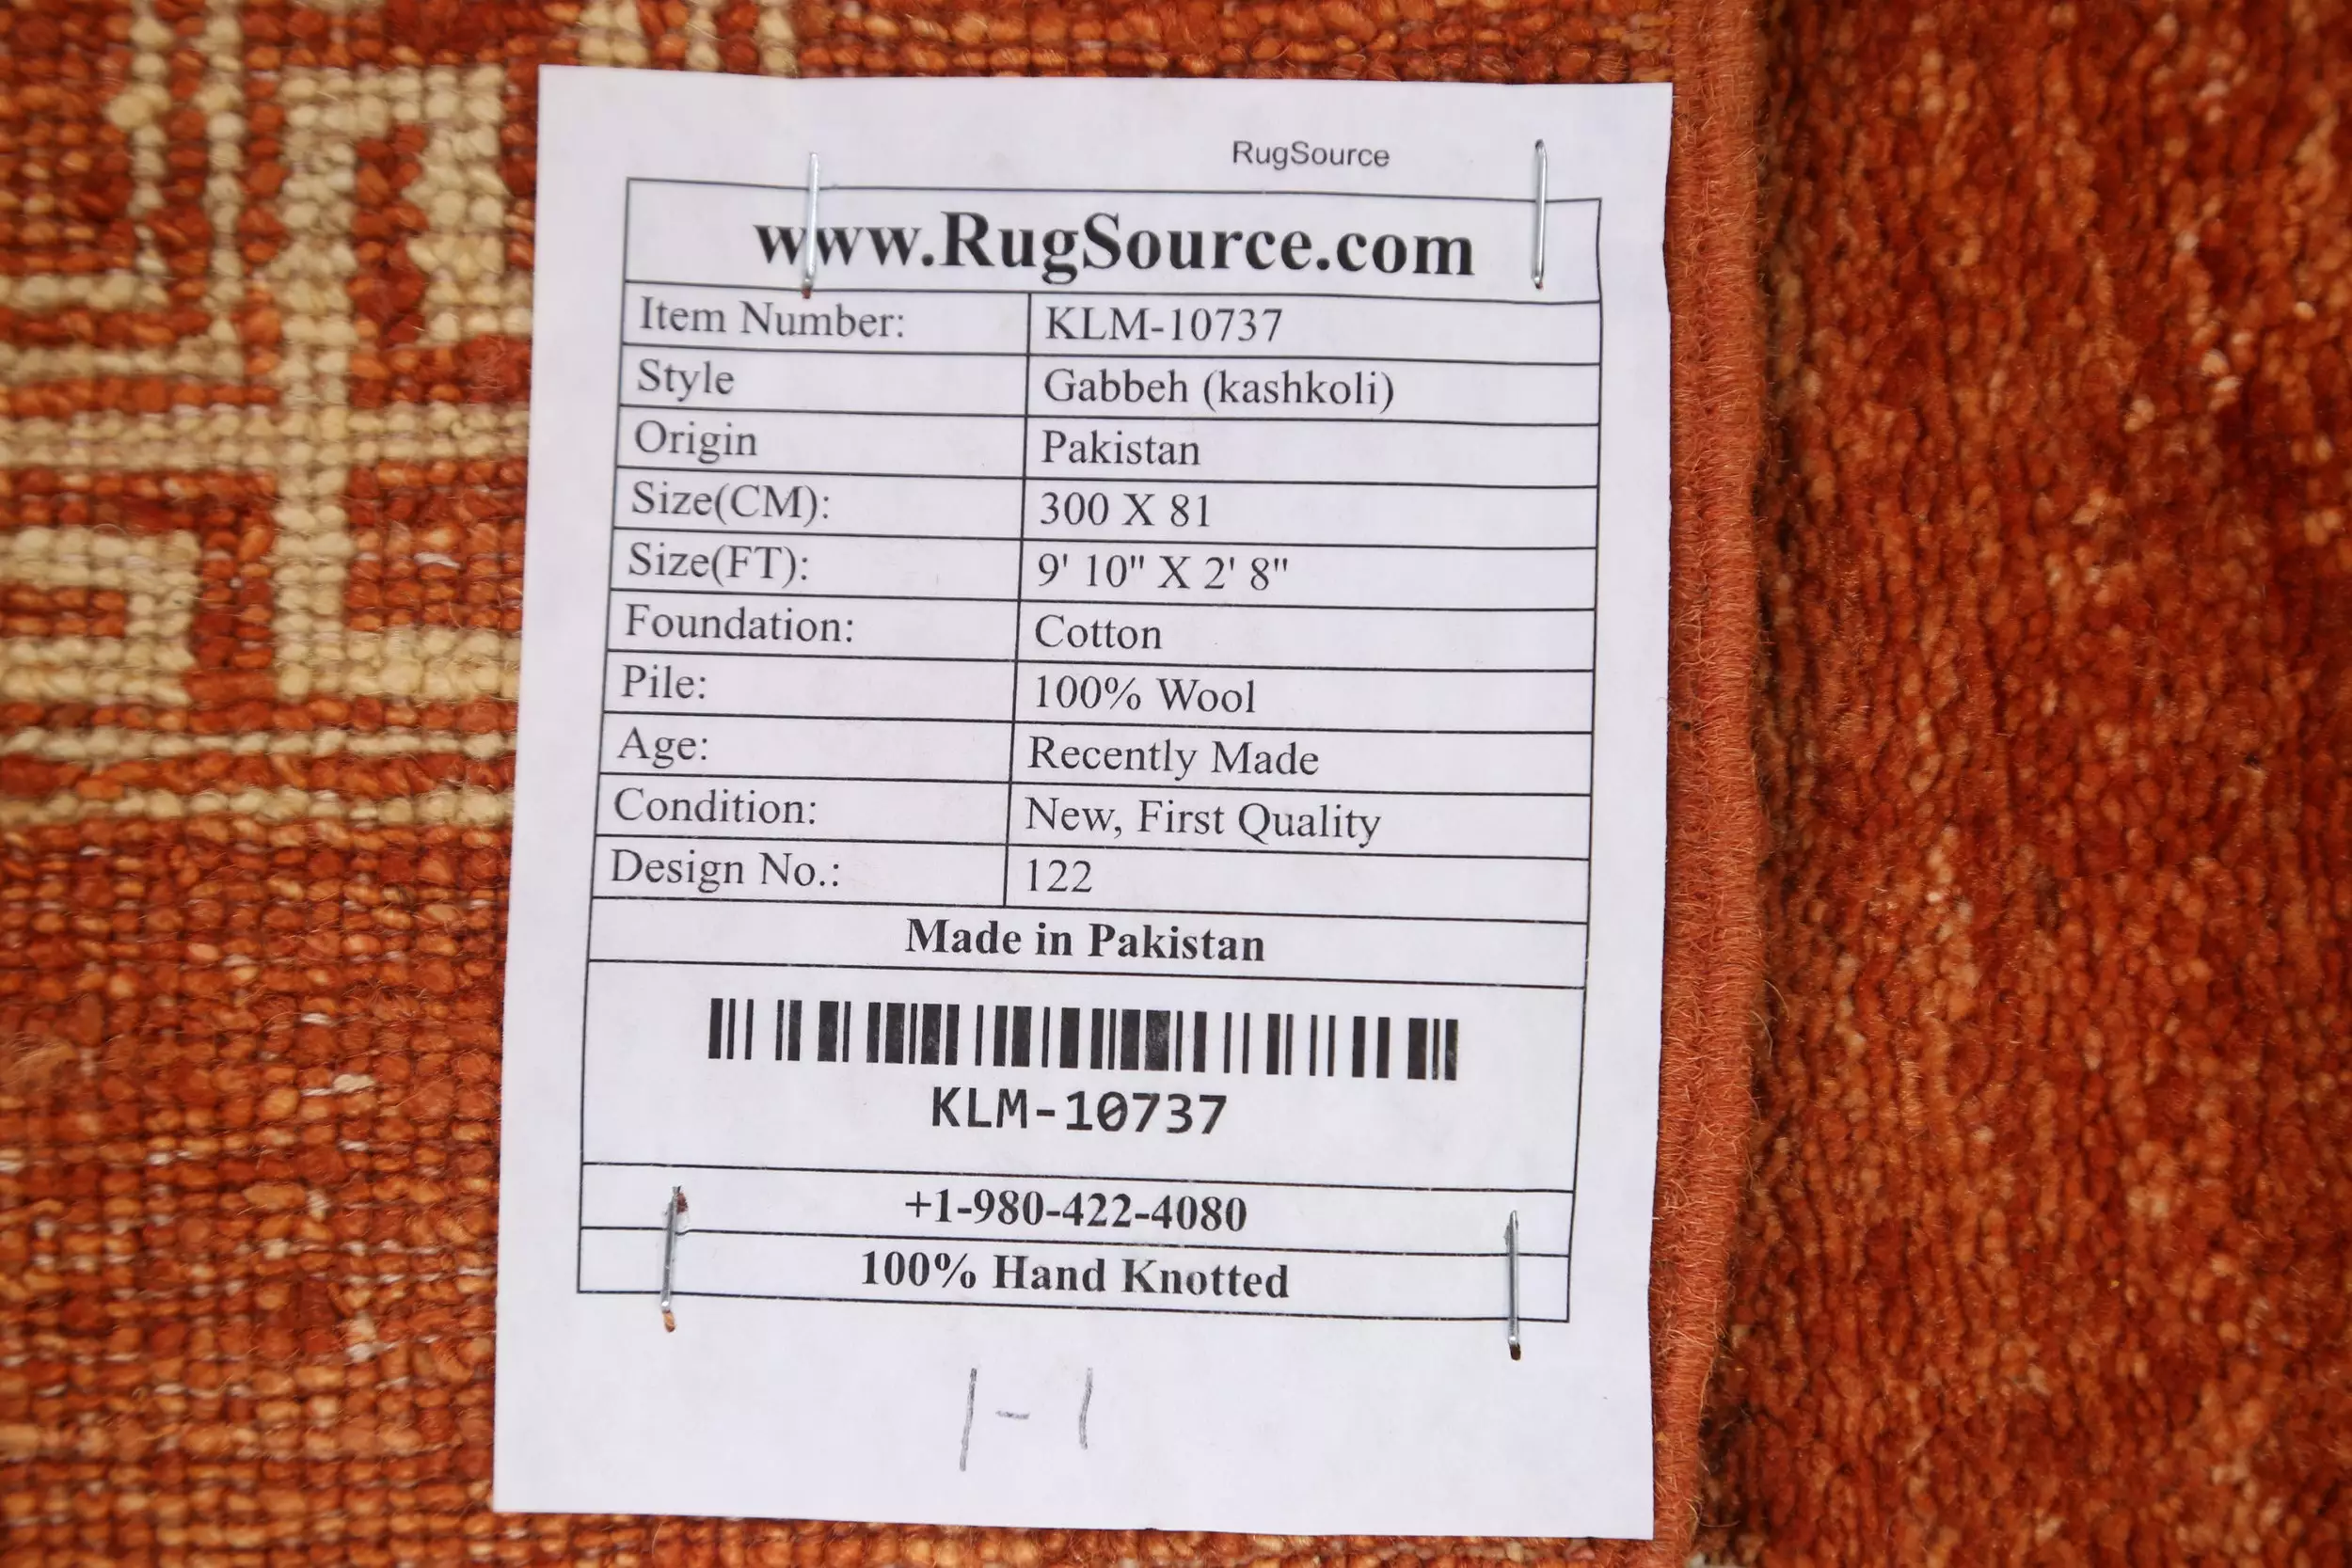 RugSource
www.RugSource.com
Item Number: KLM-10737
Style Gabbeh (kashkoli)
Origin Pakistan
Size(CM): 300 X 81
Size(FT): 9' 10" X 2' 8"
Foundation: Cotton
Pile: 100% Wool
Age: Recently Made
Condition: New, First Quality
Design No.: 122
Made in Pakistan
KLM-10737
+1-980-422-4080
100% Hand Knotted
1-1